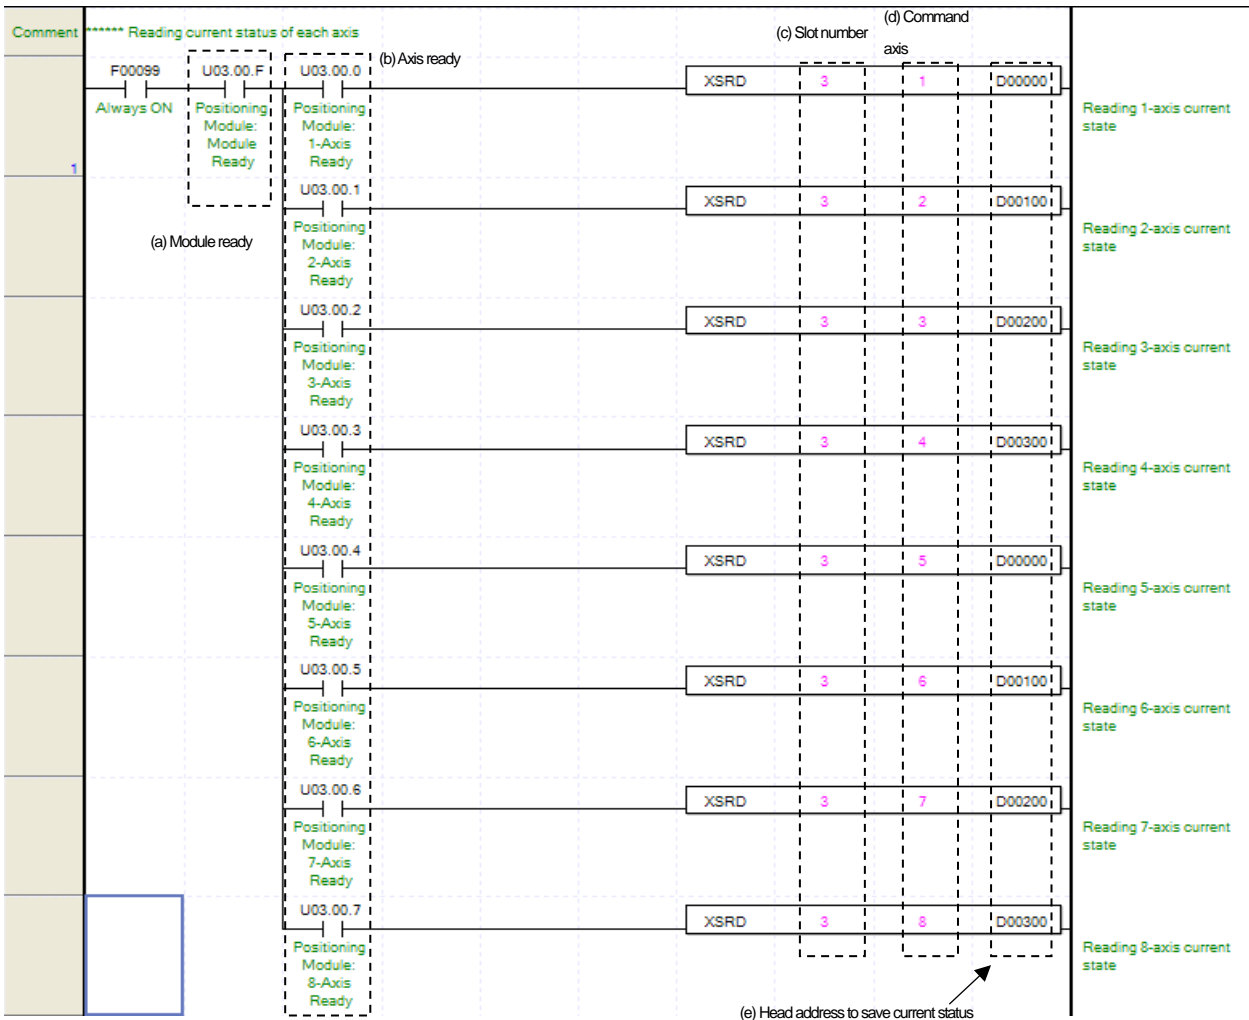 (d) Command
Comment ****** Reading current status of each axis (c) Slot number
axis
(b) Axis ready
F00099 U03.00.F U03.00.0 XSRD 3 1 D00000
Always ON Positioning Positioning Reading 1-axis current
Module: Module: state
Module 1-Axis
1 Ready Ready
U03.00.1 XSRD 3 2 D00100
Positioning Reading 2-axis current
(a) Module ready Module: state
2-Axis
Ready
U03.00.2 XSRD 3 3 D00200
Positioning Reading 3-axis current
Module: state
3-Axis
Ready
U03.00.3 XSRD 3 4 D00300
Positioning Reading 4-axis current
Module: state
4-Axis
Ready
U03.00.4 XSRD 3 5 D00000
Positioning Reading 5-axis current
Module: state
5-Axis
Ready
U03.00.5 XSRD 3 6 D00100
Positioning Reading 6-axis current
Module: state
6-Axis
Ready
U03.00.6 XSRD 3 7 D00200
Positioning Reading 7-axis current
Module: state
7-Axis
Ready
U03.00.7 XSRD 3 8 D00300
Positioning Reading 8-axis current
Module: state
8-Axis
Ready
(e) Head address to save current status